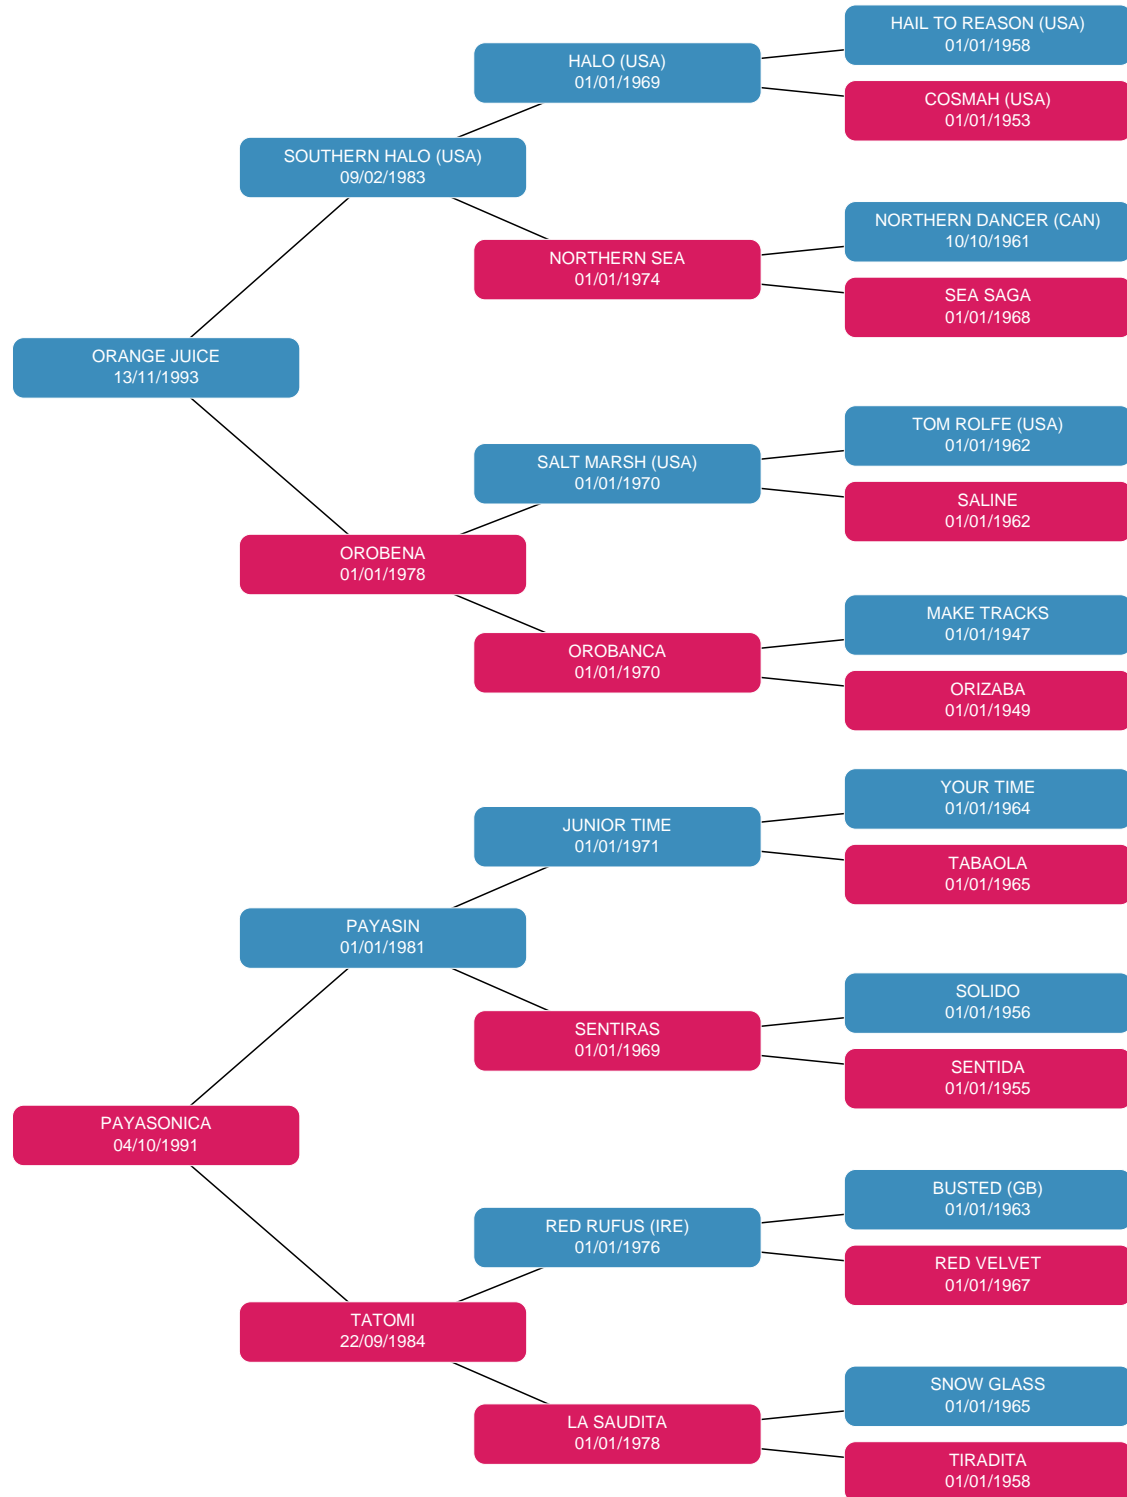 HAIL TO REASON (USA)
01/01/1958
HALO (USA)
01/01/1969
COSMAH (USA)
01/01/1953
SOUTHERN HALO (USA)
09/02/1983
NORTHERN DANCER (CAN)
10/10/1961
NORTHERN SEA
01/01/1974
SEA SAGA
01/01/1968
ORANGE JUICE
13/11/1993
TOM ROLFE (USA)
01/01/1962
SALT MARSH (USA)
01/01/1970
SALINE
01/01/1962
OROBENA
01/01/1978
MAKE TRACKS
01/01/1947
OROBANCA
01/01/1970
ORIZABA
01/01/1949
YOUR TIME
01/01/1964
JUNIOR TIME
01/01/1971
TABAOLA
01/01/1965
PAYASIN
01/01/1981
SOLIDO
01/01/1956
SENTIRAS
01/01/1969
SENTIDA
01/01/1955
PAYASONICA
04/10/1991
BUSTED (GB)
01/01/1963
RED RUFUS (IRE)
01/01/1976
RED VELVET
01/01/1967
TATOMI
22/09/1984
SNOW GLASS
01/01/1965
LA SAUDITA
01/01/1978
TIRADITA
01/01/1958